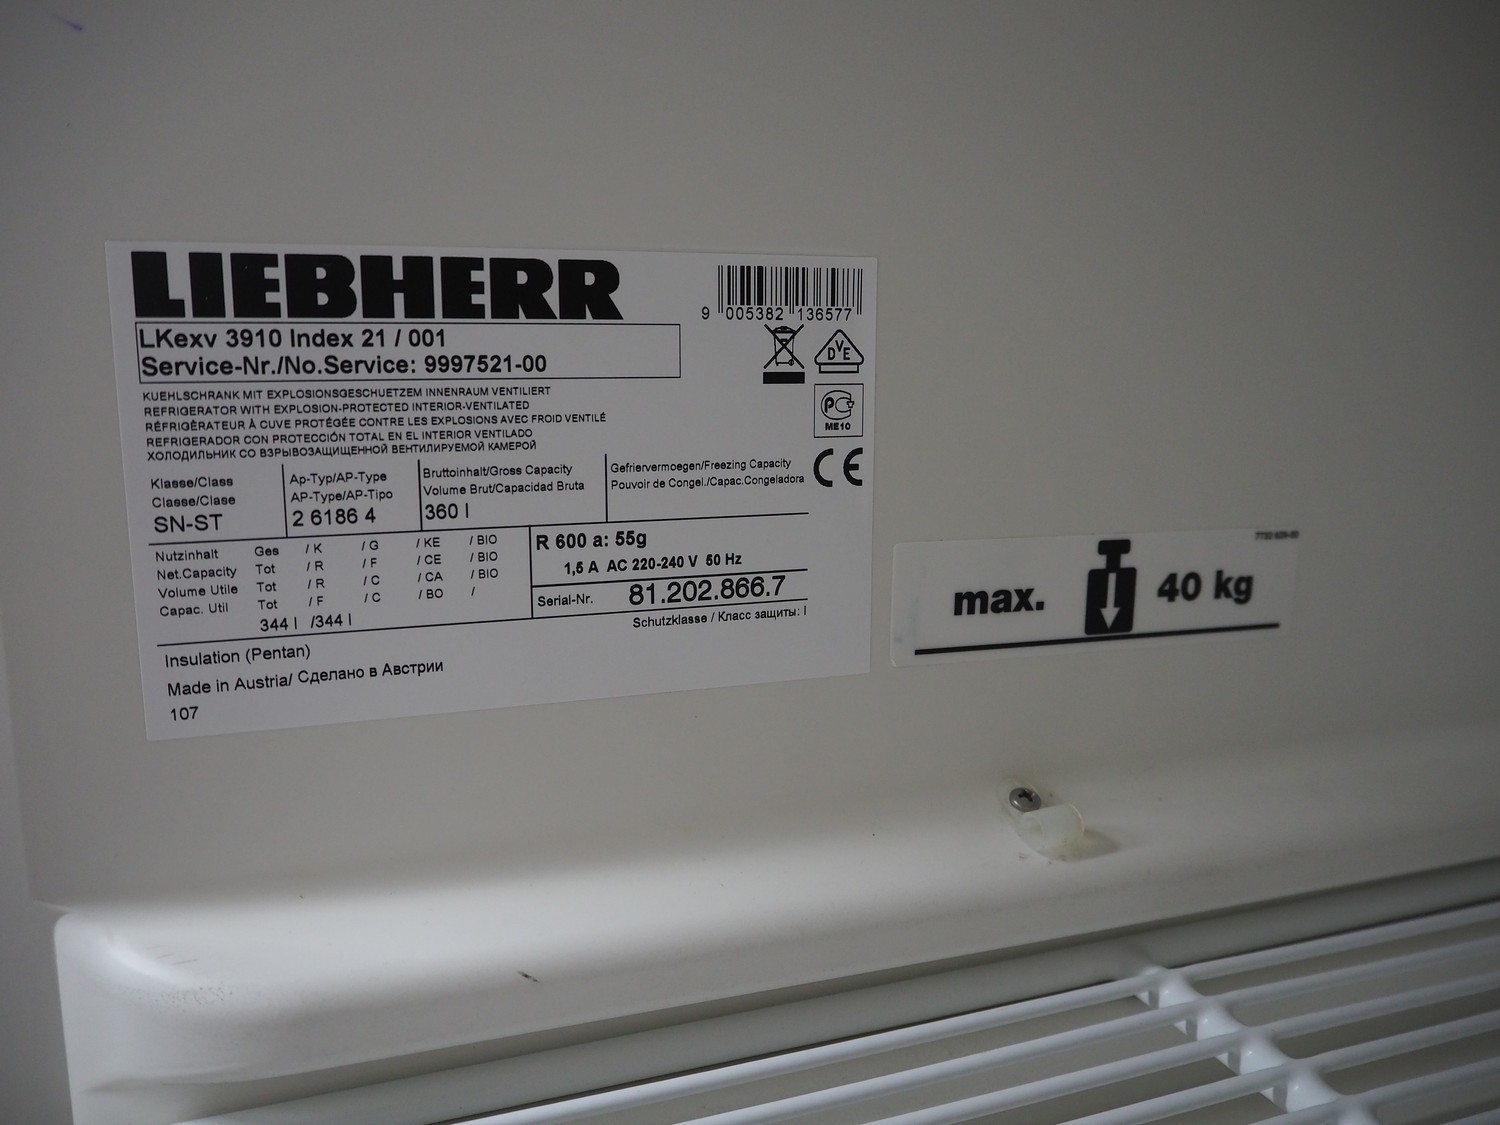 LIEBHERR
9 005382 136577
LKexv 3910 Index 21 / 001
Service-Nr./No.Service: 9997521-00
DVE
KUEHLSCHRANK MIT EXPLOSIONSGESCHUETZEM INNENRAUM VENTILIERT
REFRIGERATOR WITH EXPLOSION-PROTECTED INTERIOR-VENTILATED
RÉFRIGÉRATEUR À CUVE PROTÉGÉE CONTRE LES EXPLOSIONS AVEC FROID VENTILÉ
REFRIGERADOR CON PROTECCIÓN TOTAL EN EL INTERIOR VENTILADO
ХОЛОДИЛЬНИК СО ВЗРЫВОЗАЩИЩЕННОЙ ВЕНТИЛИРУЕМОЙ КАМЕРОЙ
ME10
CE
Klasse/Class
Classe/Clase
SN-ST
Ap-Typ/AP-Type
AP-Type/AP-Tipo
2 6186 4
Bruttoinhalt/Gross Capacity
Volume Brut/Capacidad Bruta
360 l
Gefriervermoegen/Freezing Capacity
Pouvoir de Congel./Capac.Congeladora
Nutzinhalt Ges / K / G / KE / BIO
Net.Capacity Tot / R / F / CE / BIO
Volume Utile Tot / R / C / CA / BIO
Capac. Util Tot / F / C / BO /
344 l /344 l
R 600 a: 55g
1,5 A AC 220-240 V 50 Hz
Serial-Nr. 81.202.866.7
Schutzklasse / Класс защиты: I
Insulation (Pentan)
Made in Austria/ Сделано в Австрии
107
max. 40 kg